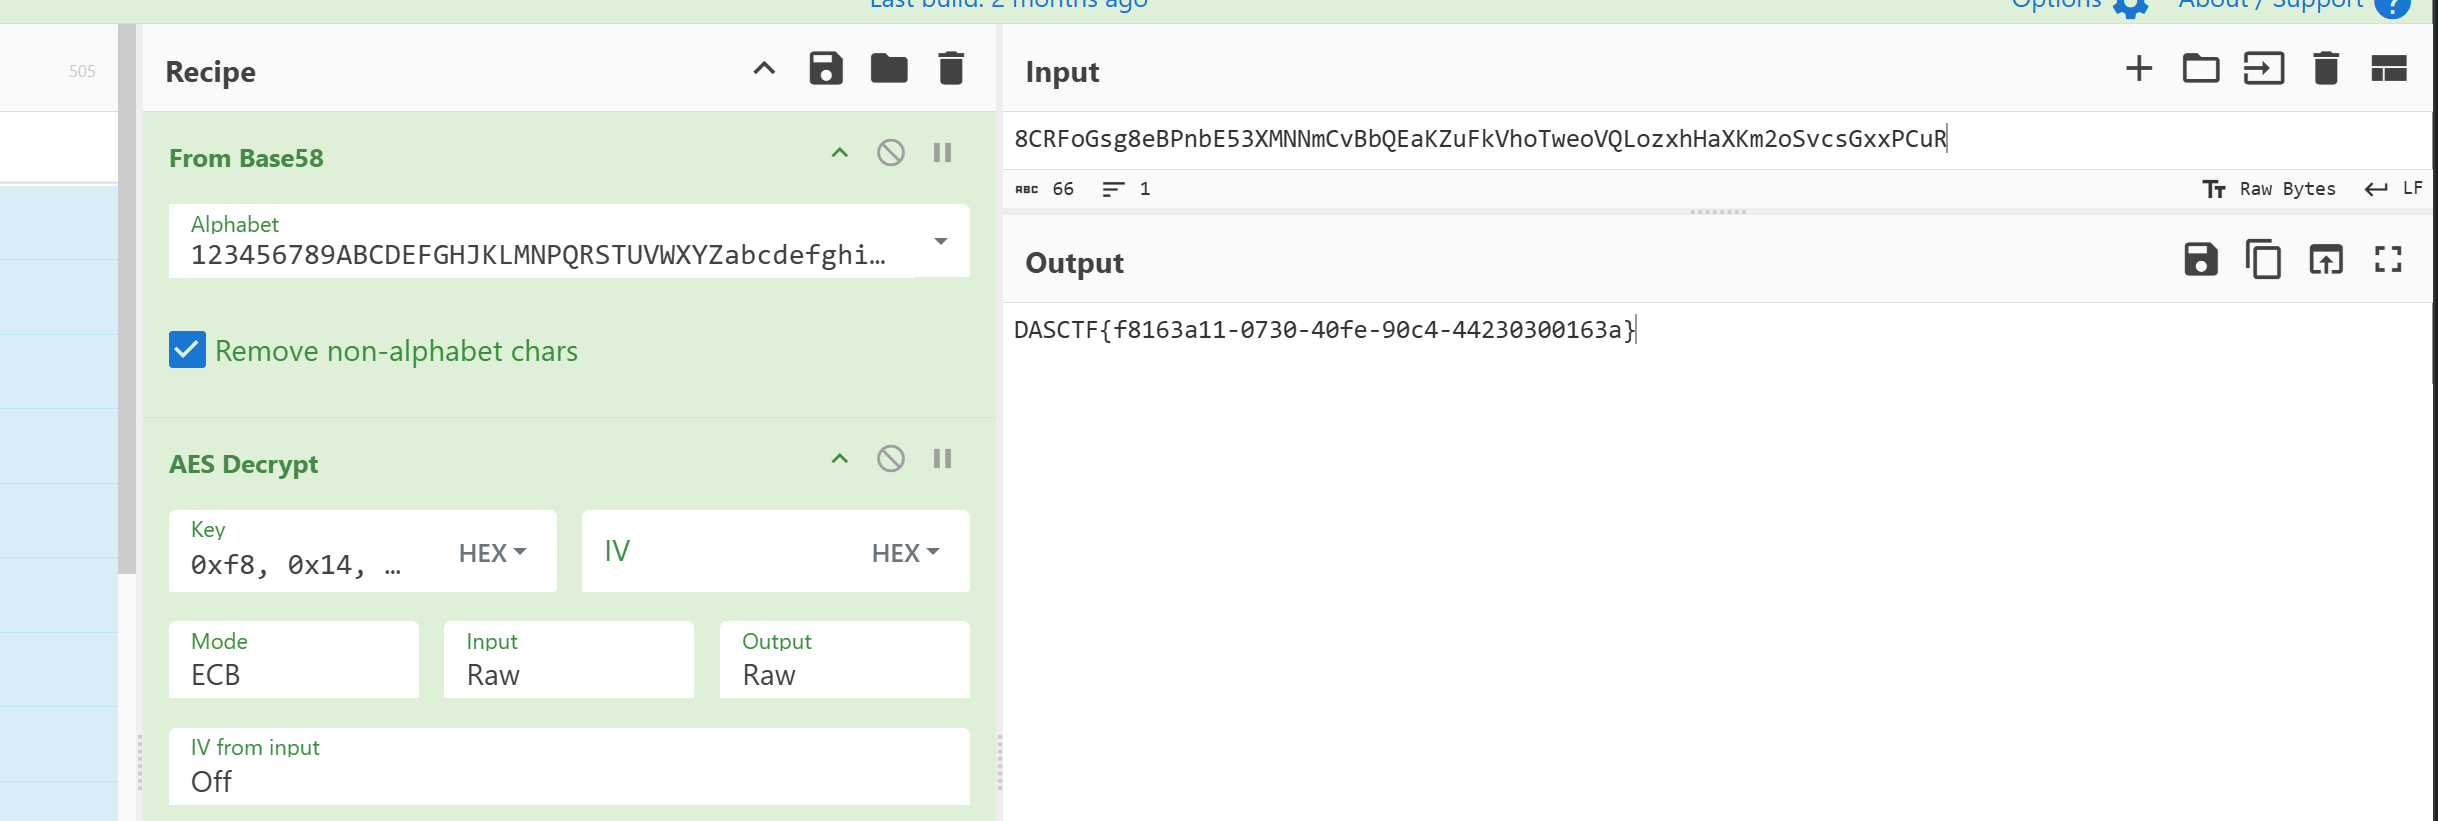 Last build: 2 months ago
Options
About / Support
505
Recipe
From Base58
Alphabet
123456789ABCDEFGHJKLMNPQRSTUVWXYZabcdefghi…
Remove non-alphabet chars
AES Decrypt
Key
0xf8, 0x14, …
HEX
IV
HEX
Mode
ECB
Input
Raw
Output
Raw
IV from input
Off
Input
8CRFoGsg8eBPnbE53XMNNmCvBbQEaKZuFkVhoTweoVQLozxhHaXKm2oSvcsGxxPCuR
ABC 66
1
Raw Bytes
LF
Output
DASCTF{f8163a11-0730-40fe-90c4-44230300163a}